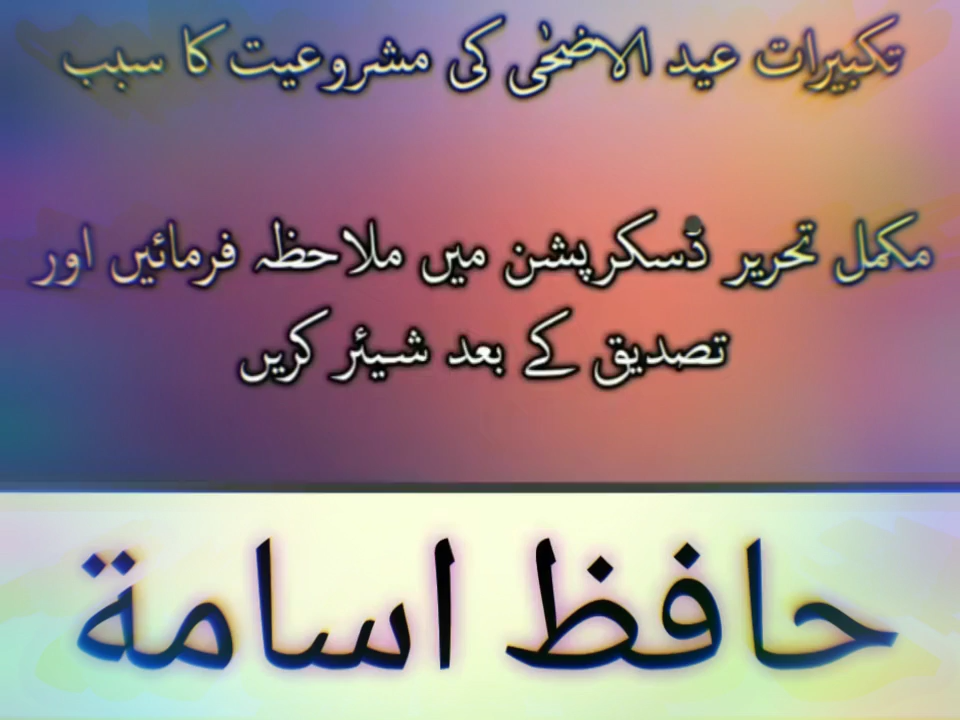 تکبیرات عید الاضحٰی کی مشروعیت کا سبب
مکمل تحریر ڈسکرپشن میں ملاحظہ فرمائیں اور
تصدیق کے بعد شیئر کریں
حافظ اسامة